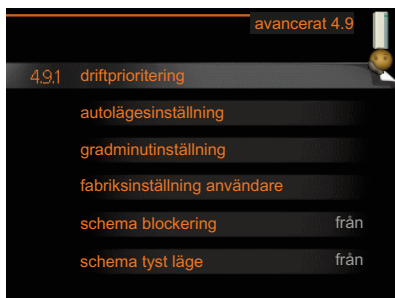 avancerat 4.9
4.9.1 driftprioritering
autolägesinställning
gradminutinställning
fabriksinställning användare
schema blockering från
schema tyst läge från